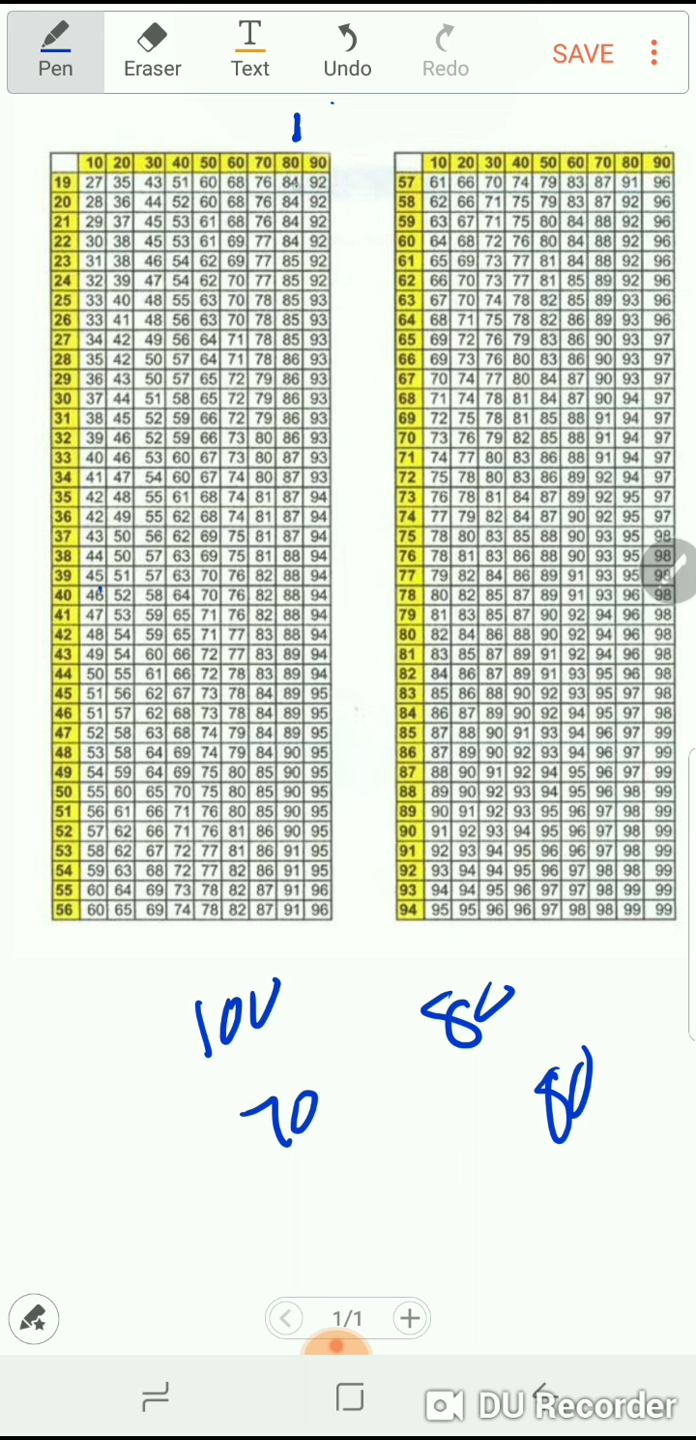 Pen Eraser Text Undo Redo SAVE
10 20 30 40 50 60 70 80 90
19 27 35 43 51 60 68 76 84 92
20 28 36 44 52 60 68 76 84 92
21 29 37 45 53 61 68 76 84 92
22 30 38 45 53 61 69 77 84 92
23 31 38 46 54 62 69 77 85 92
24 32 39 47 54 62 70 77 85 92
25 33 40 48 55 63 70 78 85 93
26 33 41 48 56 63 70 78 85 93
27 34 42 49 56 64 71 78 85 93
28 35 42 50 57 64 71 78 86 93
29 36 43 50 57 65 72 79 86 93
30 37 44 51 58 65 72 79 86 93
31 38 45 52 59 66 72 79 86 93
32 39 46 52 59 66 73 80 86 93
33 40 46 53 60 67 73 80 87 93
34 41 47 54 60 67 74 80 87 93
35 42 48 55 61 68 74 81 87 94
36 42 49 55 62 68 74 81 87 94
37 43 50 56 62 69 75 81 87 94
38 44 50 57 63 69 75 81 88 94
39 45 51 57 63 70 76 82 88 94
40 46 52 58 64 70 76 82 88 94
41 47 53 59 65 71 76 82 88 94
42 48 54 59 65 71 77 83 88 94
43 49 54 60 66 72 77 83 89 94
44 50 55 61 66 72 78 83 89 94
45 51 56 62 67 73 78 84 89 95
46 51 57 62 68 73 78 84 89 95
47 52 58 63 68 74 79 84 89 95
48 53 58 64 69 74 79 84 90 95
49 54 59 64 69 75 80 85 90 95
50 55 60 65 70 75 80 85 90 95
51 56 61 66 71 76 80 85 90 95
52 57 62 66 71 76 81 86 90 95
53 58 62 67 72 77 81 86 91 95
54 59 63 68 72 77 82 86 91 95
55 60 64 69 73 78 82 87 91 96
56 60 65 69 74 78 82 87 91 96
10 20 30 40 50 60 70 80 90
57 61 66 70 74 79 83 87 91 96
58 62 66 71 75 79 83 87 92 96
59 63 67 71 75 80 84 88 92 96
60 64 68 72 76 80 84 88 92 96
61 65 69 73 77 81 84 88 92 96
62 66 70 73 77 81 85 89 92 96
63 67 70 74 78 82 85 89 93 96
64 68 71 75 78 82 86 89 93 96
65 69 72 76 79 83 86 90 93 97
66 69 73 76 80 83 86 90 93 97
67 70 74 77 80 84 87 90 93 97
68 71 74 78 81 84 87 90 94 97
69 72 75 78 81 85 88 91 94 97
70 73 76 79 82 85 88 91 94 97
71 74 77 80 83 86 88 91 94 97
72 75 78 80 83 86 89 92 94 97
73 76 78 81 84 87 89 92 95 97
74 77 79 82 84 87 90 92 95 97
75 78 80 83 85 88 90 93 95 98
76 78 81 83 86 88 90 93 95 98
77 79 82 84 86 89 91 93 95 98
78 80 82 85 87 89 91 93 96 98
79 81 83 85 87 90 92 94 96 98
80 82 84 86 88 90 92 94 96 98
81 83 85 87 89 91 92 94 96 98
82 84 86 87 89 91 93 95 96 98
83 85 86 88 90 92 93 95 97 98
84 86 87 89 90 92 94 95 97 98
85 87 88 90 91 93 94 96 97 99
86 87 89 90 92 93 94 96 97 99
87 88 90 91 92 94 95 96 97 99
88 89 90 92 93 94 95 96 98 99
89 90 91 92 93 95 96 97 98 99
90 91 92 93 94 95 96 97 98 99
91 92 93 94 95 96 96 97 98 99
92 93 94 94 95 96 97 98 98 99
93 94 94 95 96 97 97 98 99 99
94 95 95 96 96 97 98 98 99 99
100 80
80
1/1
DU Recorder